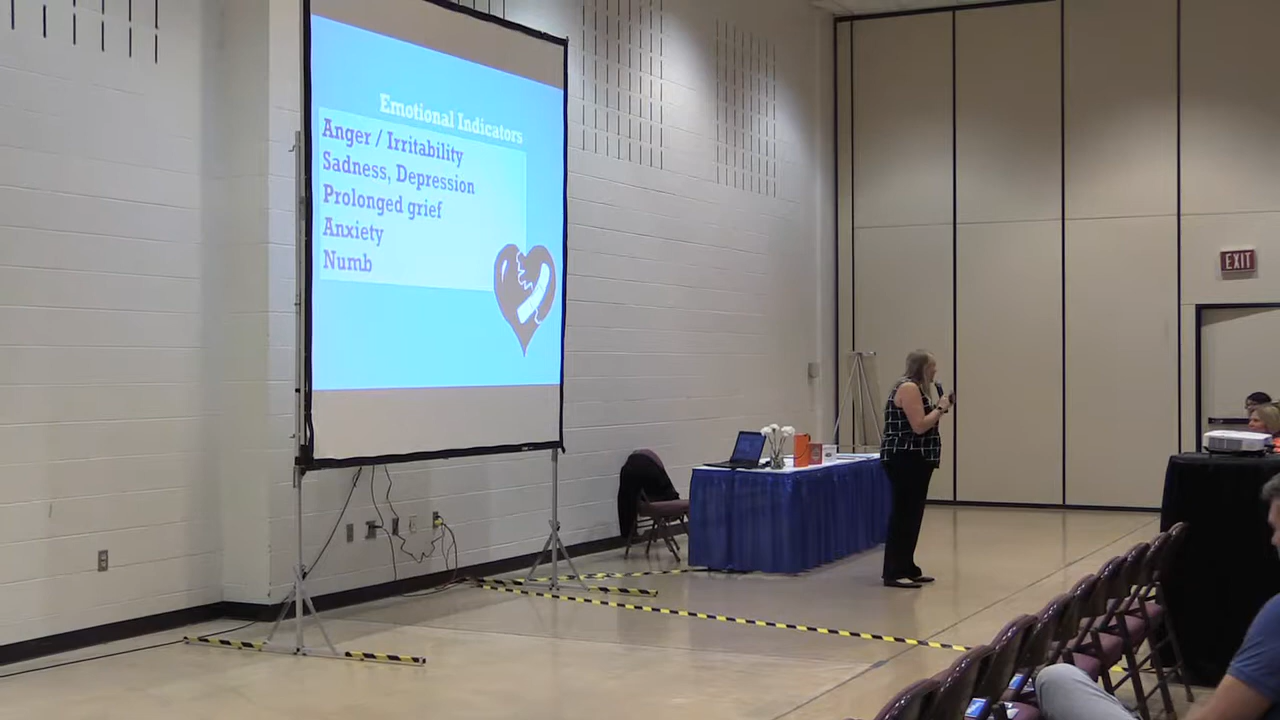 Emotional Indicators
Anger / Irritability
Sadness, Depression
Prolonged grief
Anxiety
Numb
EXIT